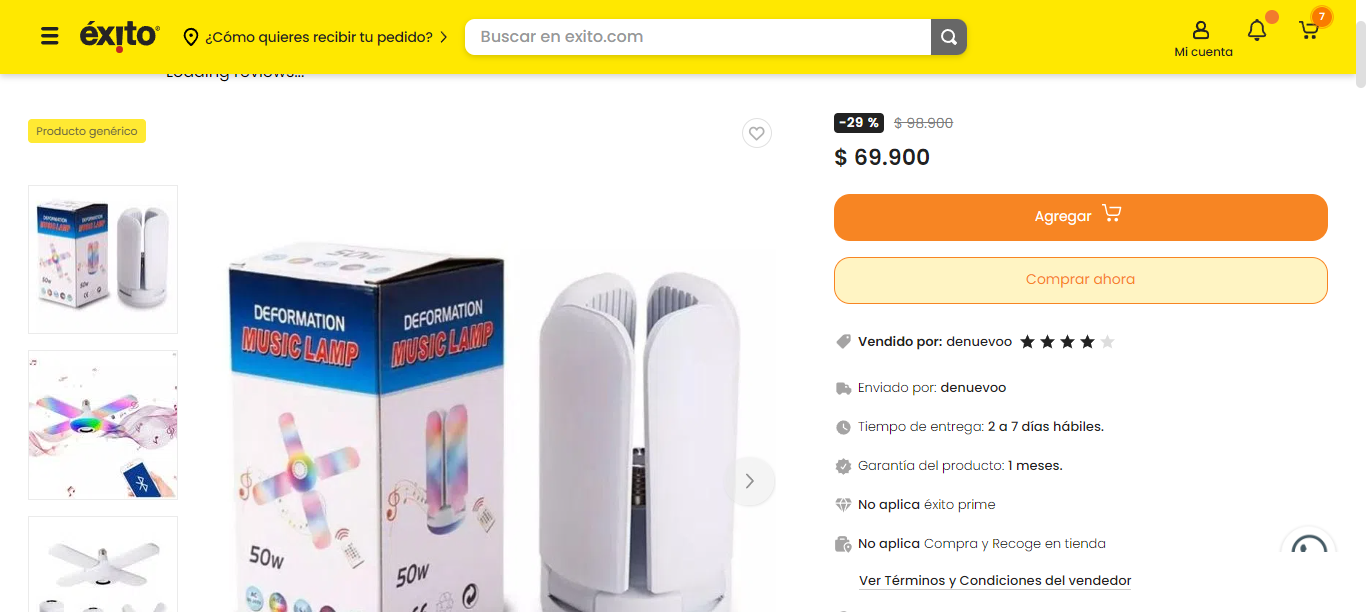 éxito
¿Cómo quieres recibir tu pedido?
Buscar en exito.com
Mi cuenta
7
Loading reviews...
Producto genérico
-29 % $ 98.900
$ 69.900
Agregar
Comprar ahora
Vendido por: denuevoo
Enviado por: denuevoo
Tiempo de entrega: 2 a 7 días hábiles.
Garantía del producto: 1 meses.
No aplica éxito prime
No aplica Compra y Recoge en tienda
Ver Términos y Condiciones del vendedor
50w
DEFORMATION
MUSIC LAMP
DEFORMATION
MUSIC LAMP
50w
50w